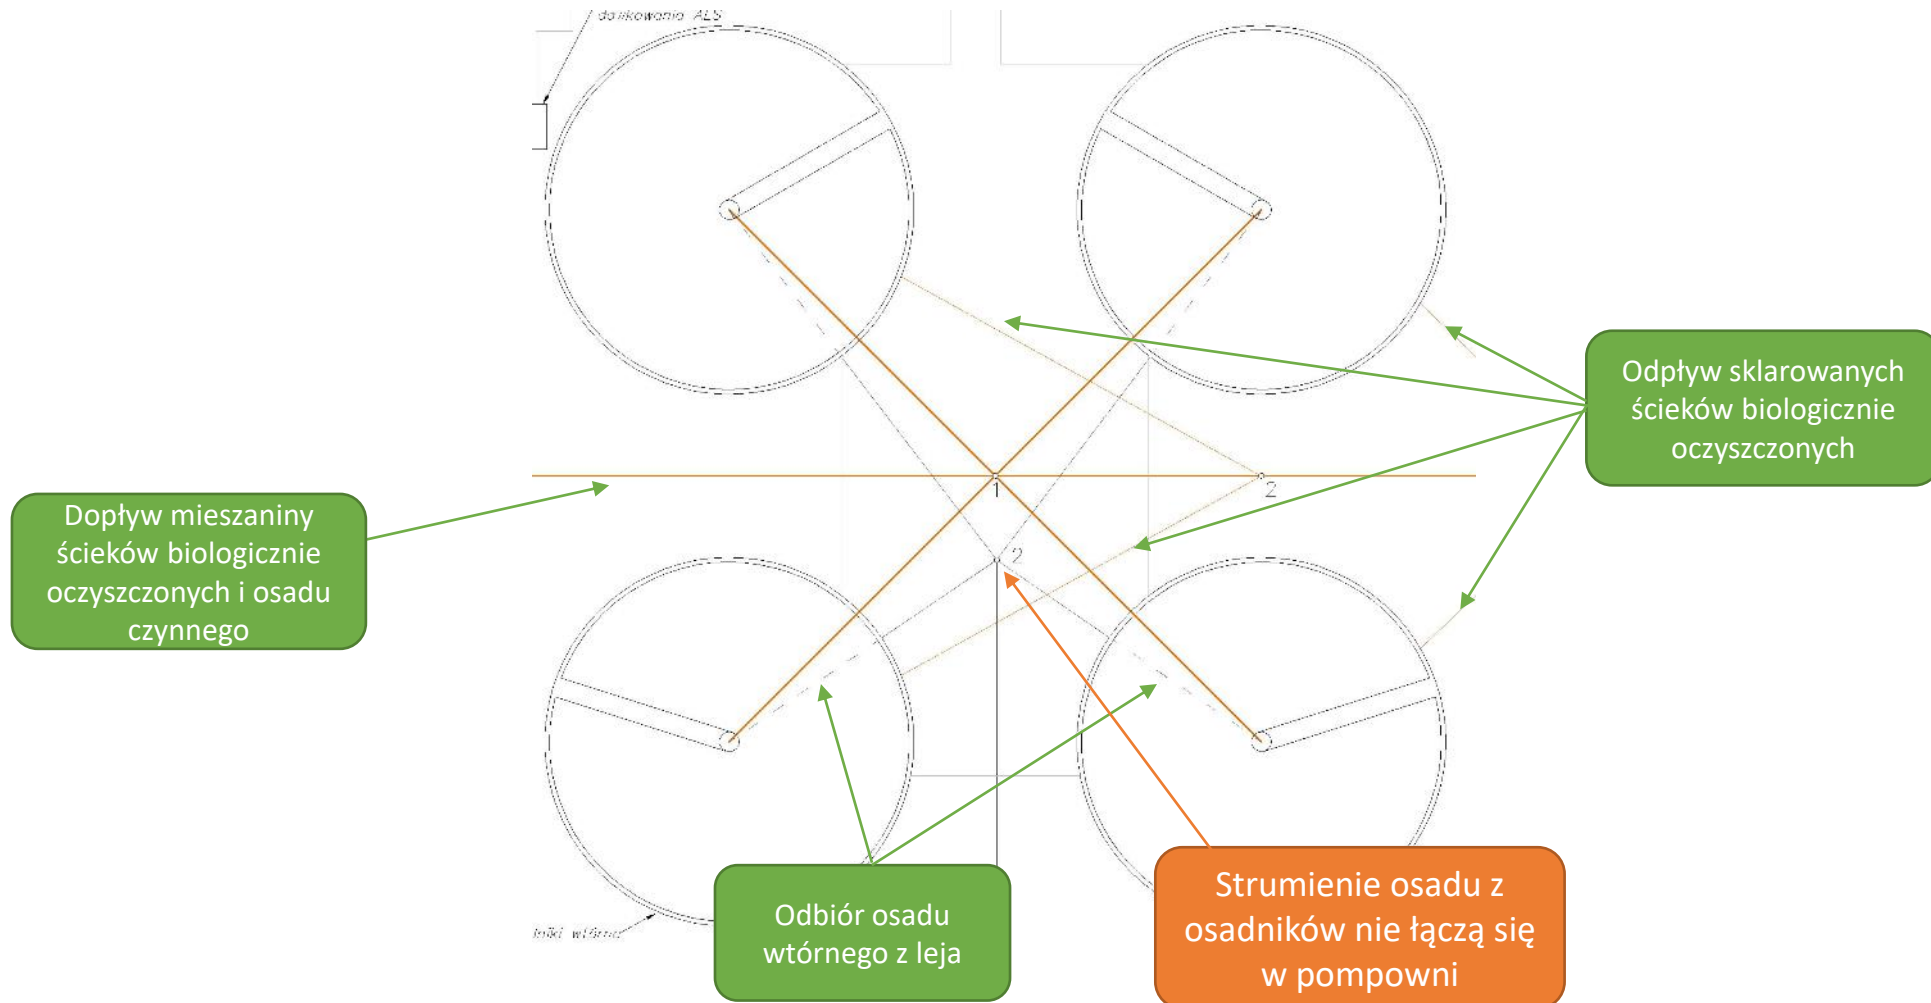 ALS
Odpływ sklarowanych
ścieków biologicznie
oczyszczonych
1
2
Dopływ mieszaniny
ścieków biologicznie
oczyszczonych i osadu
czynnego
2
Strumienie osadu z
osadników nie łączą się
w pompowni
Odbiór osadu
wtórnego z leja